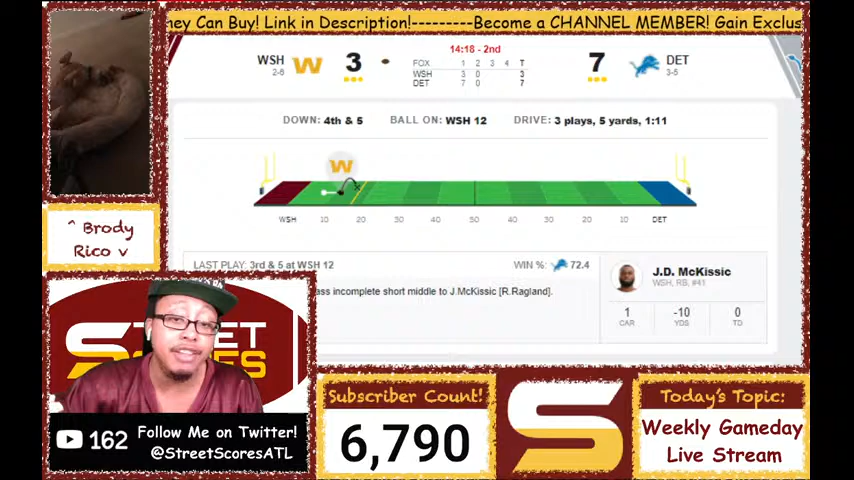 hey Can Buy! Link in Description!---------Become a CHANNEL MEMBER! Gain Exclus
WSH
2-6
W
3
14:18 - 2nd
FOX 1 2 3 4 T
WSH 3 0 3
DET 7 0 7
7
DET
3-5
DOWN: 4th & 5 BALL ON: WSH 12 DRIVE: 3 plays, 5 yards, 1:11
W
WSH 10 20 30 40 50 40 30 20 10 DET
^ Brody
Rico v
LAST PLAY: 3rd & 5 at WSH 12
WIN %: 72.4
ass incomplete short middle to J.McKissic [R.Ragland].
J.D. McKissic
WSH, RB, #41
1 -10 0
CAR YDS TD
STREET
SCORES
162
Follow Me on Twitter!
@StreetScoresATL
Subscriber Count!
6,790
S
Today's Topic:
Weekly Gameday
Live Stream